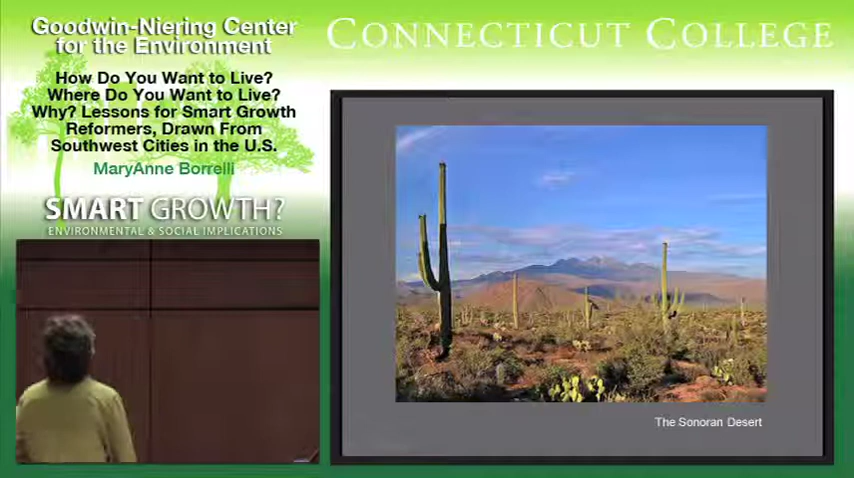 Goodwin-Niering Center
for the Environment
CONNECTICUT COLLEGE
How Do You Want to Live?
Where Do You Want to Live?
Why? Lessons for Smart Growth
Reformers, Drawn From
Southwest Cities in the U.S.
MaryAnne Borrelli
SMART GROWTH?
ENVIRONMENTAL & SOCIAL IMPLICATIONS
The Sonoran Desert